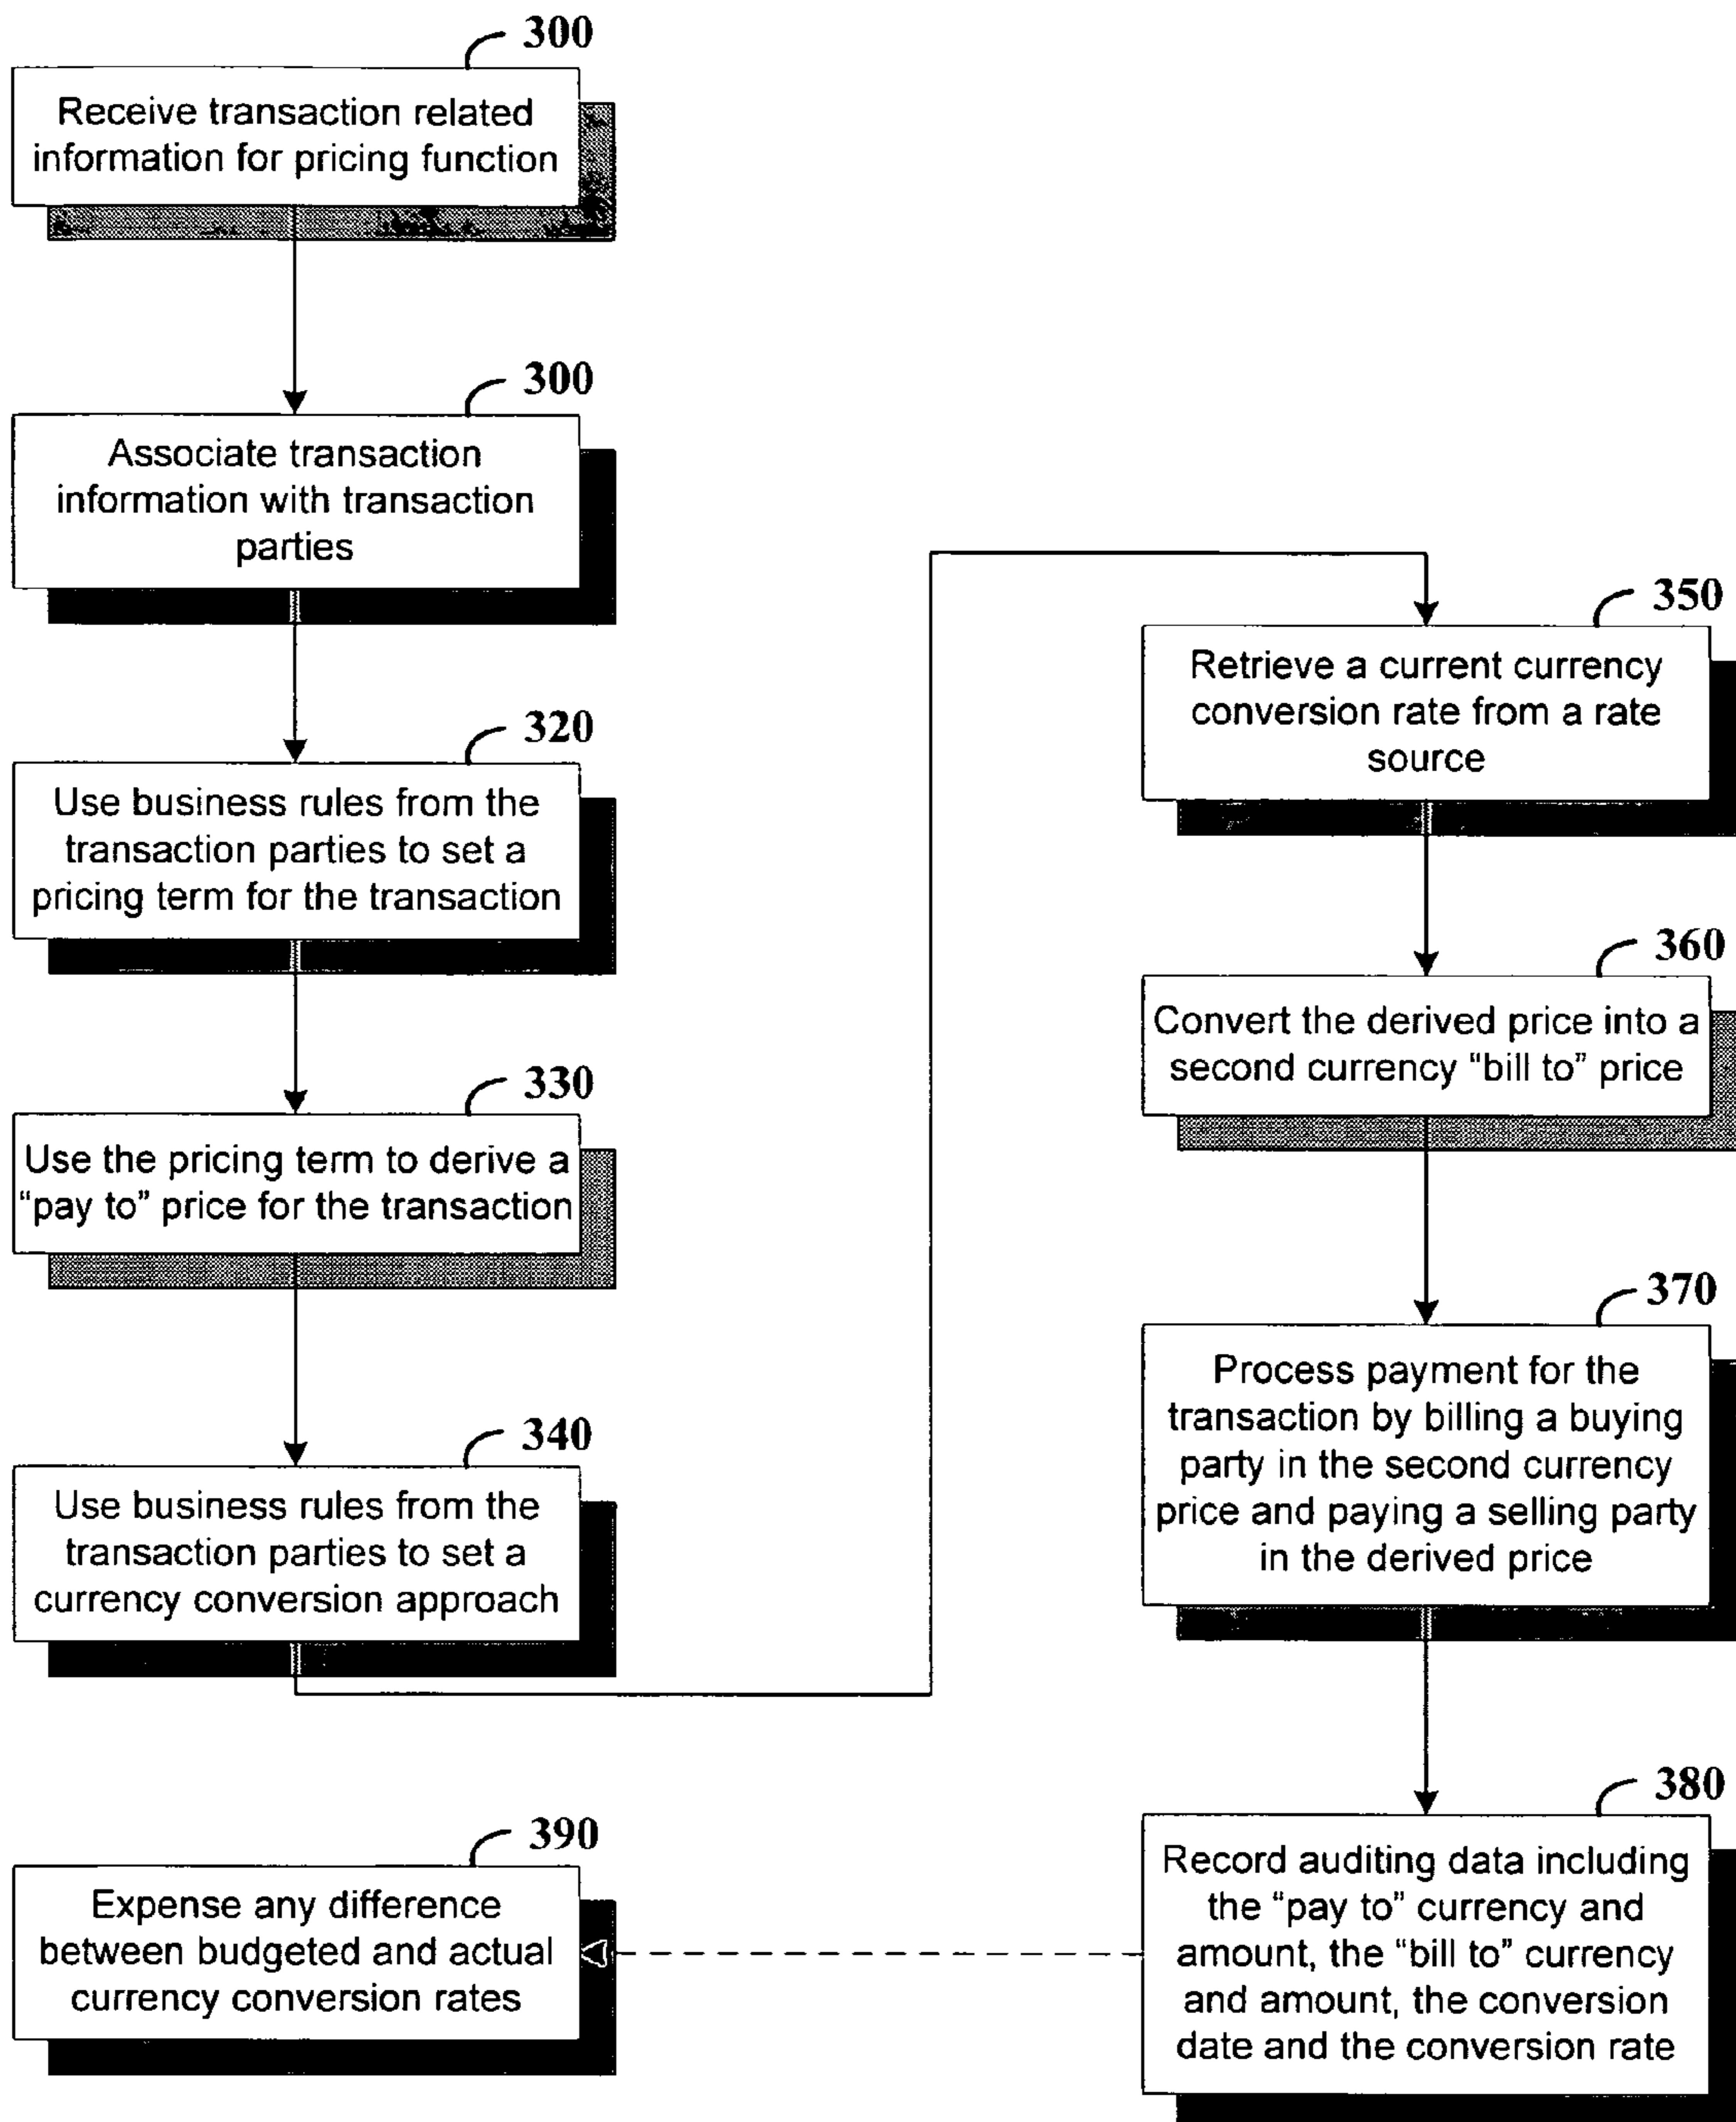 300
Receive transaction related
information for pricing function
300
Associate transaction
information with transaction
parties
320
Use business rules from the
transaction parties to set a
pricing term for the transaction
330
Use the pricing term to derive a
“pay to” price for the transaction
340
Use business rules from the
transaction parties to set a
currency conversion approach
350
Retrieve a current currency
conversion rate from a rate
source
360
Convert the derived price into a
second currency “bill to” price
370
Process payment for the
transaction by billing a buying
party in the second currency
price and paying a selling party
in the derived price
380
Record auditing data including
the “pay to” currency and
amount, the “bill to” currency
and amount, the conversion
date and the conversion rate
390
Expense any difference
between budgeted and actual
currency conversion rates